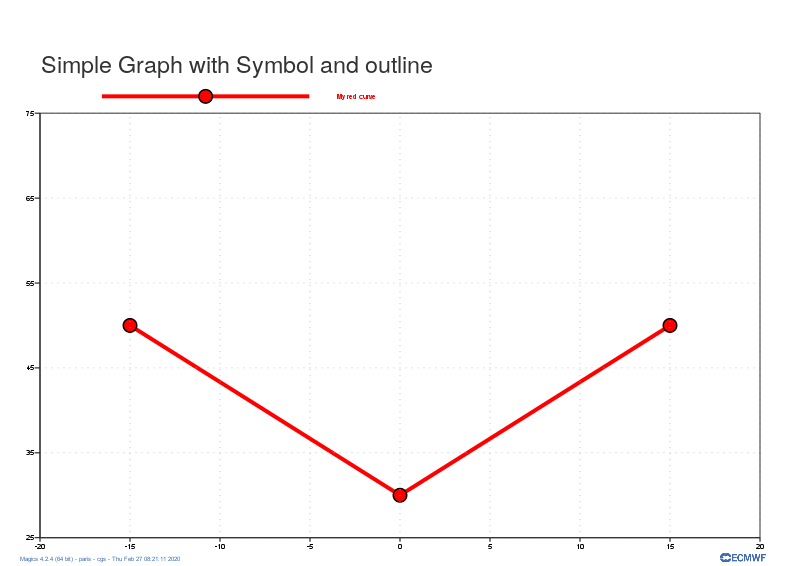 Simple Graph with Symbol and outline
My red curve
75
65
55
45
35
25
-20 -15 -10 -5 0 5 10 15 20
Magics 4.2.4 (64 bit) - paris - cgs - Thu Feb 27 08:21:11 2020
ECMWF